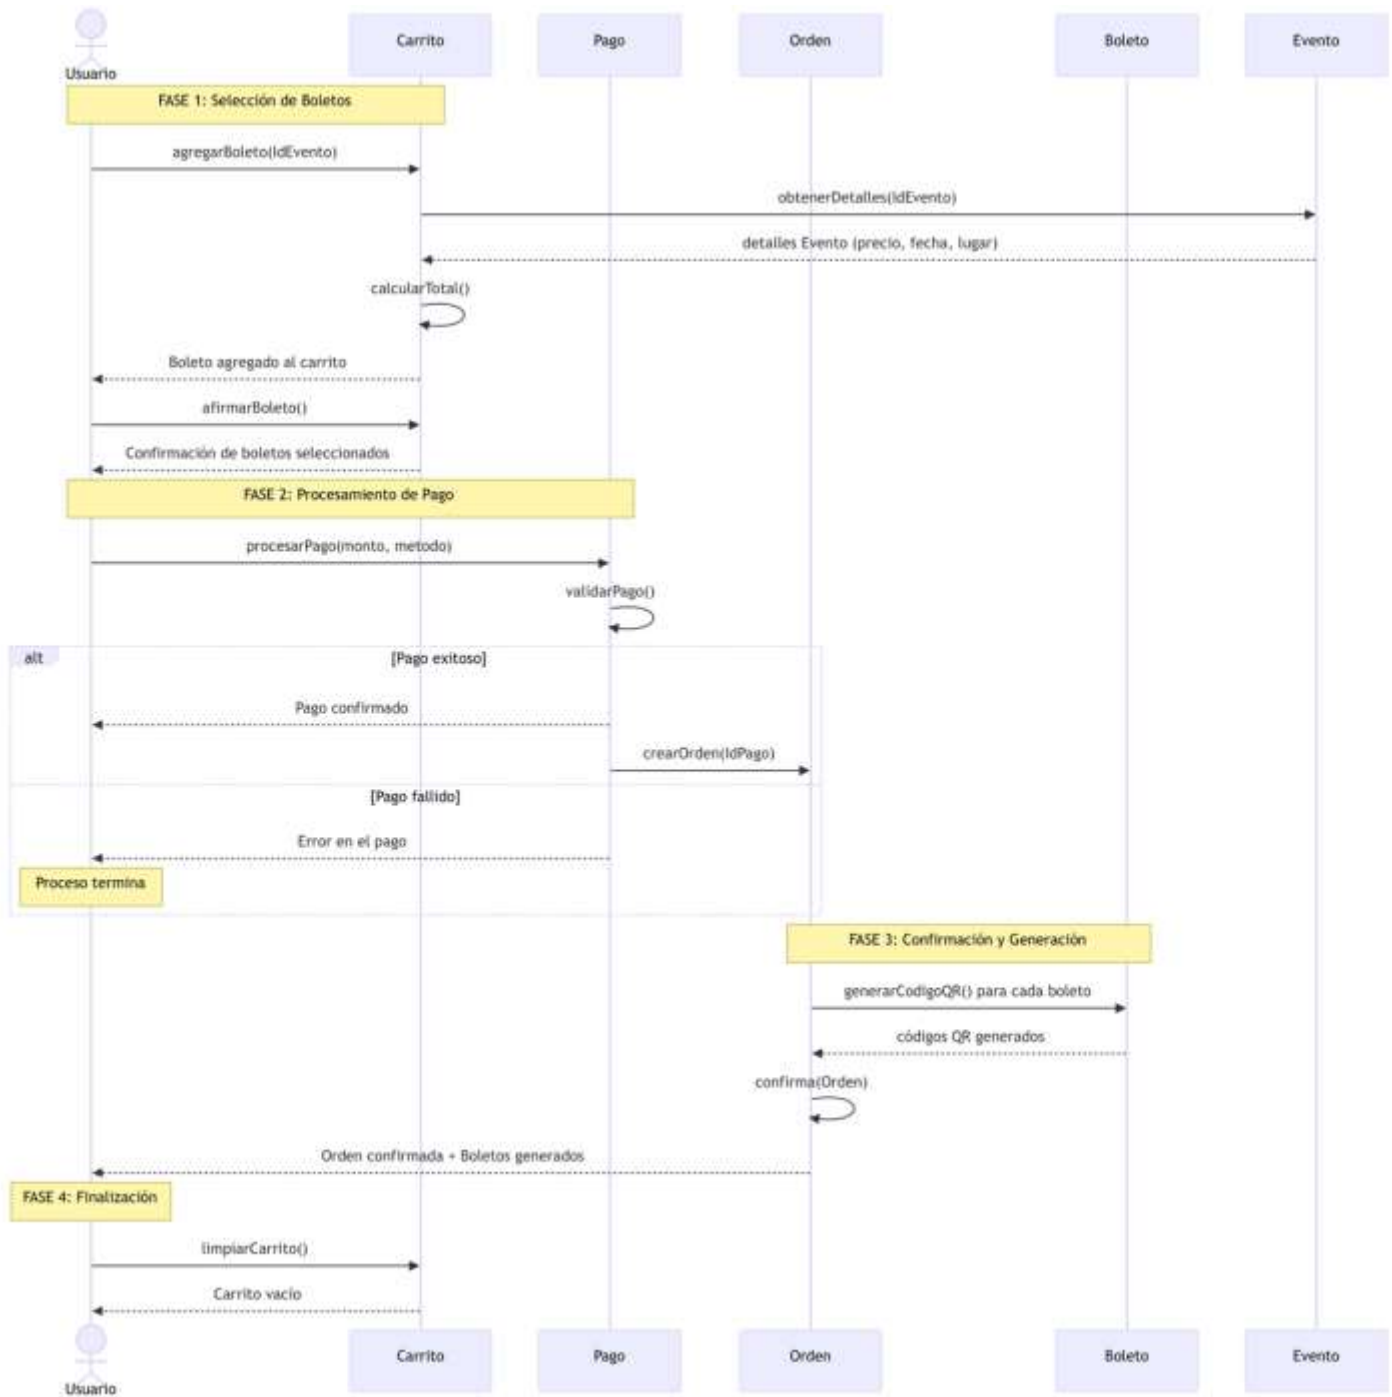 Usuario
Carrito
Pago
Orden
Boleto
Evento
FASE 1: Selección de Boletos
agregarBoleto(IdEvento)
obtenerDetalles(IdEvento)
detalles Evento (precio, fecha, lugar)
calcularTotal()
Boleto agregado al carrito
afirmarBoleto()
Confirmación de boletos seleccionados
FASE 2: Procesamiento de Pago
procesarPago(monto, metodo)
validarPago()
alt
[Pago exitoso]
Pago confirmado
crearOrden(IdPago)
[Pago fallido]
Error en el pago
Proceso termina
FASE 3: Confirmación y Generación
generarCodigoQR() para cada boleto
códigos QR generados
confirma(Orden)
Orden confirmada + Boletos generados
FASE 4: Finalización
limpiarCarrito()
Carrito vacío
Usuario
Carrito
Pago
Orden
Boleto
Evento